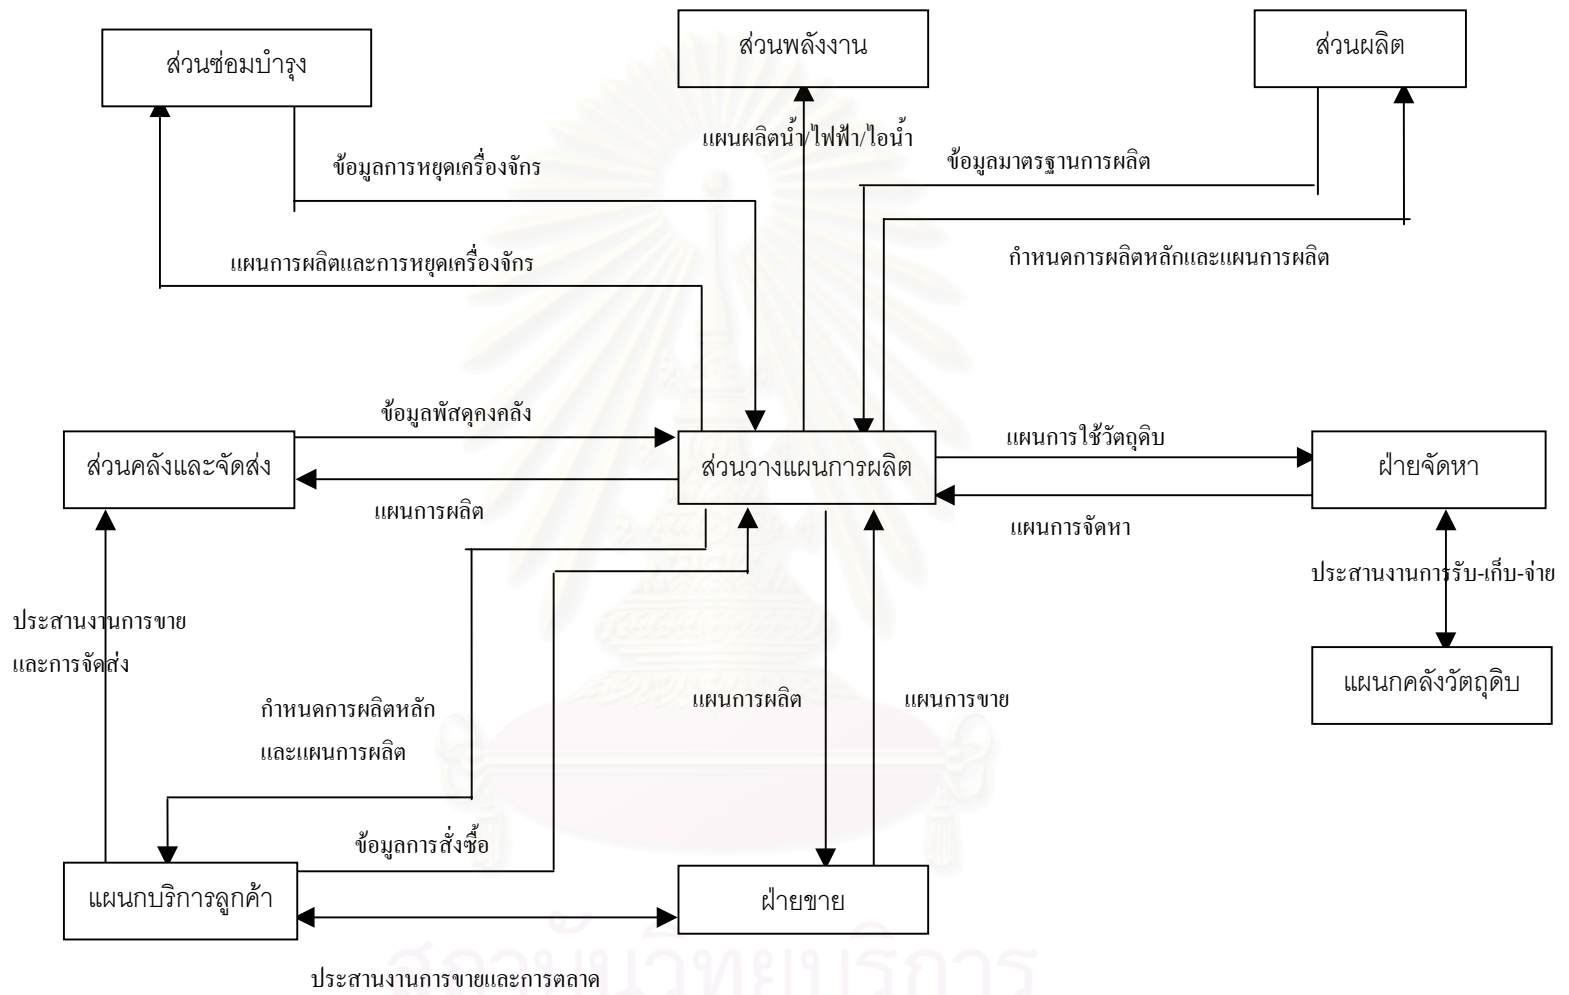 ส่วนซ่อมบำรุง
ส่วนพลังงาน
ส่วนผลิต
แผนผลิตน้ำ/ไฟฟ้า/ไอน้ำ
ข้อมูลการหยุดเครื่องจักร
ข้อมูลมาตรฐานการผลิต
แผนการผลิตและการหยุดเครื่องจักร
กำหนดการผลิตหลักและแผนการผลิต
ข้อมูลพัสดุคงคลัง
แผนการใช้วัตถุดิบ
ส่วนคลังและจัดส่ง
ส่วนวางแผนการผลิต
ฝ่ายจัดหา
แผนการผลิต
แผนการจัดหา
ประสานงานการรับ-เก็บ-จ่าย
ประสานงานการขาย
และการจัดส่ง
แผนกคลังวัตถุดิบ
กำหนดการผลิตหลัก
และแผนการผลิต
แผนการผลิต
แผนการขาย
ข้อมูลการสั่งซื้อ
แผนกบริการลูกค้า
ฝ่ายขาย
ประสานงานการขายและการตลาด
สถาบันวิทยบริการ